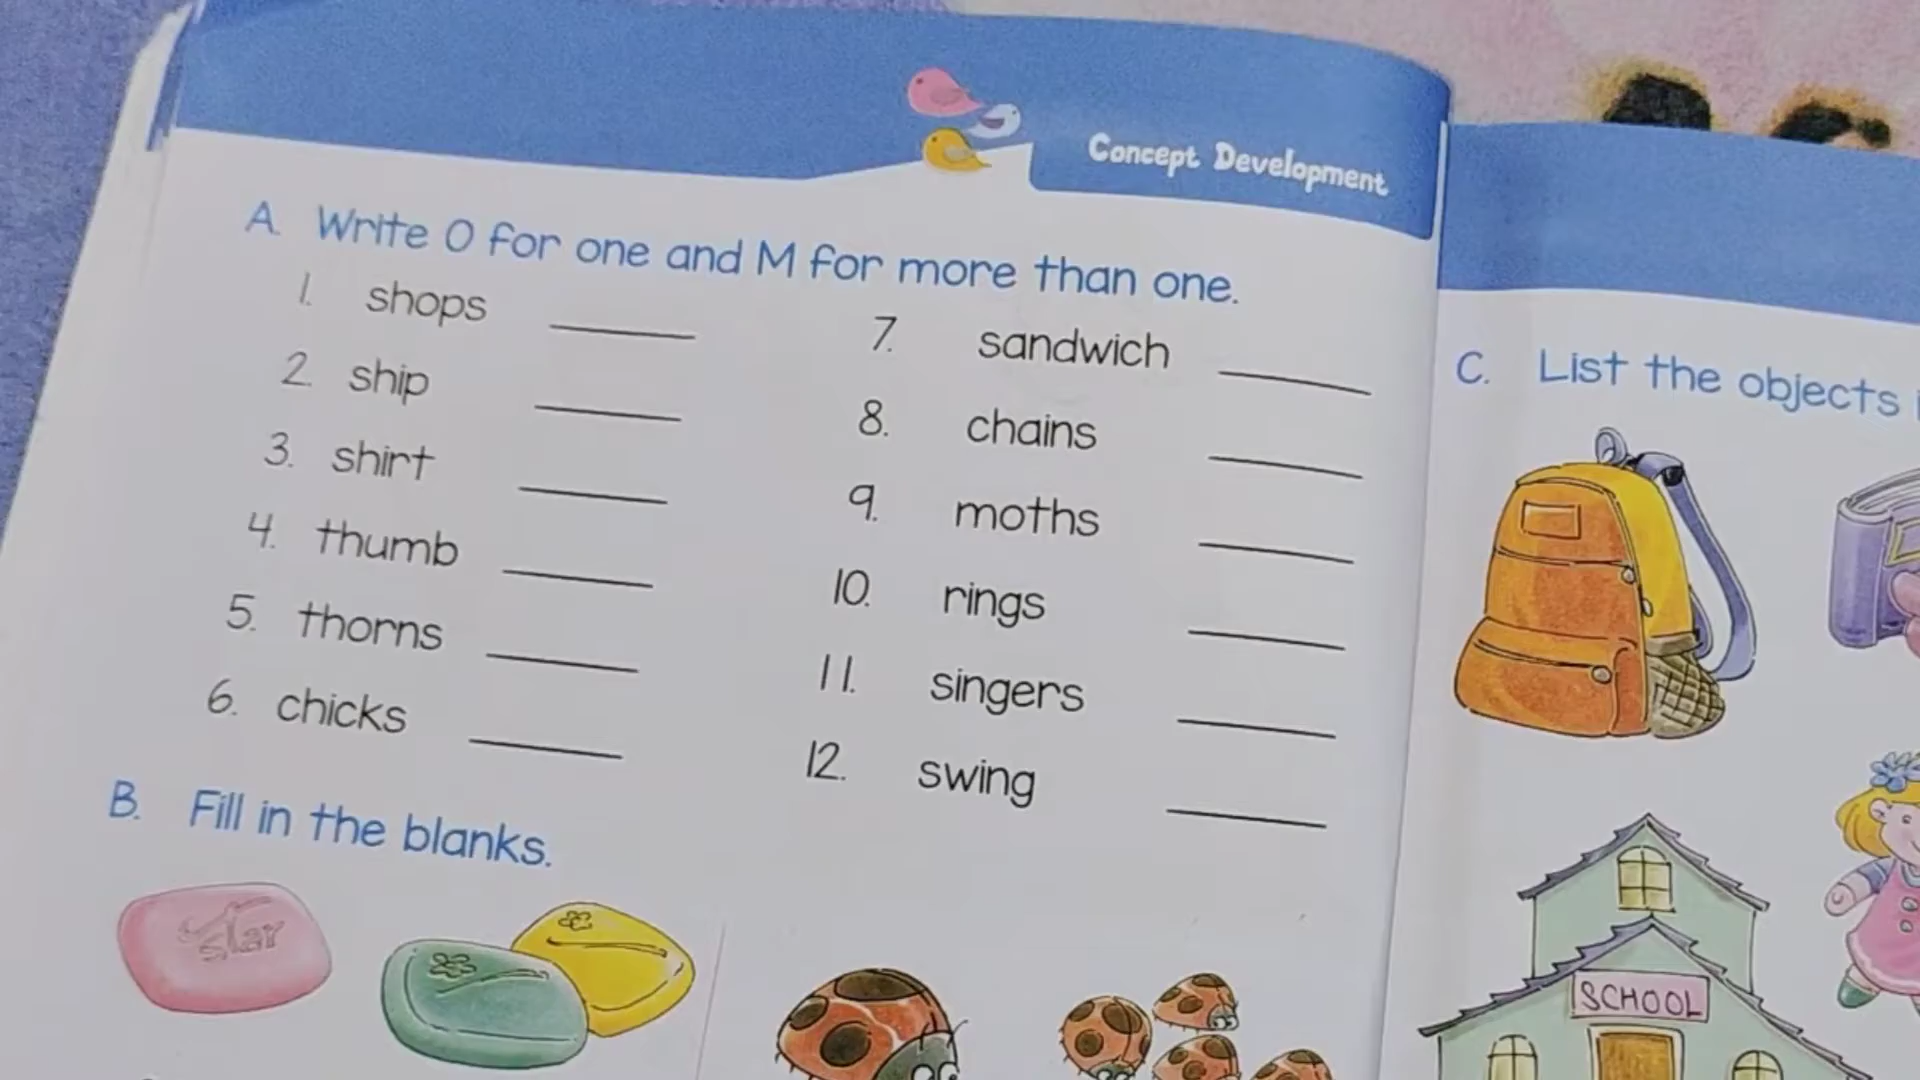 Concept Development
A. Write O for one and M for more than one.
1. shops
2. ship
3. shirt
4. thumb
5. thorns
6. chicks
7. sandwich
8. chains
9. moths
10. rings
11. singers
12. swing
B. Fill in the blanks.
Star
C. List the objects
SCHOOL